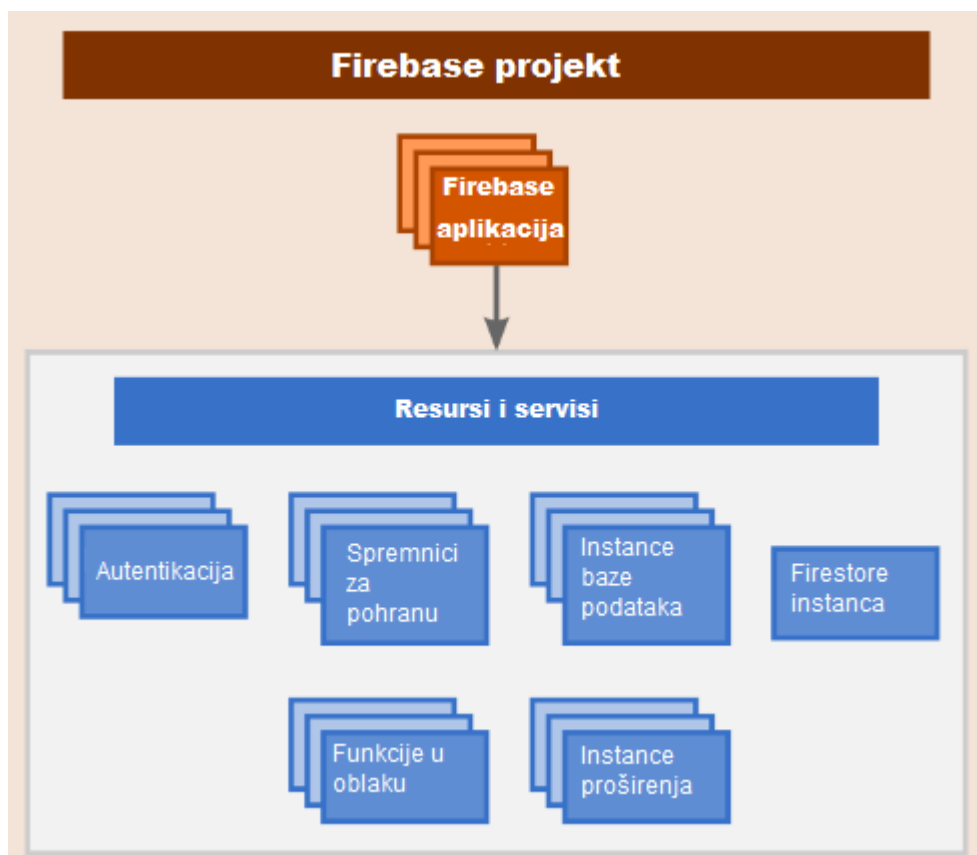 Firebase projekt
Firebase
aplikacija
Resursi i servisi
Autentikacija
Spremnici
za
pohranu
Instance
baze
podataka
Firestore
instanca
Funkcije u
oblaku
Instance
proširenja